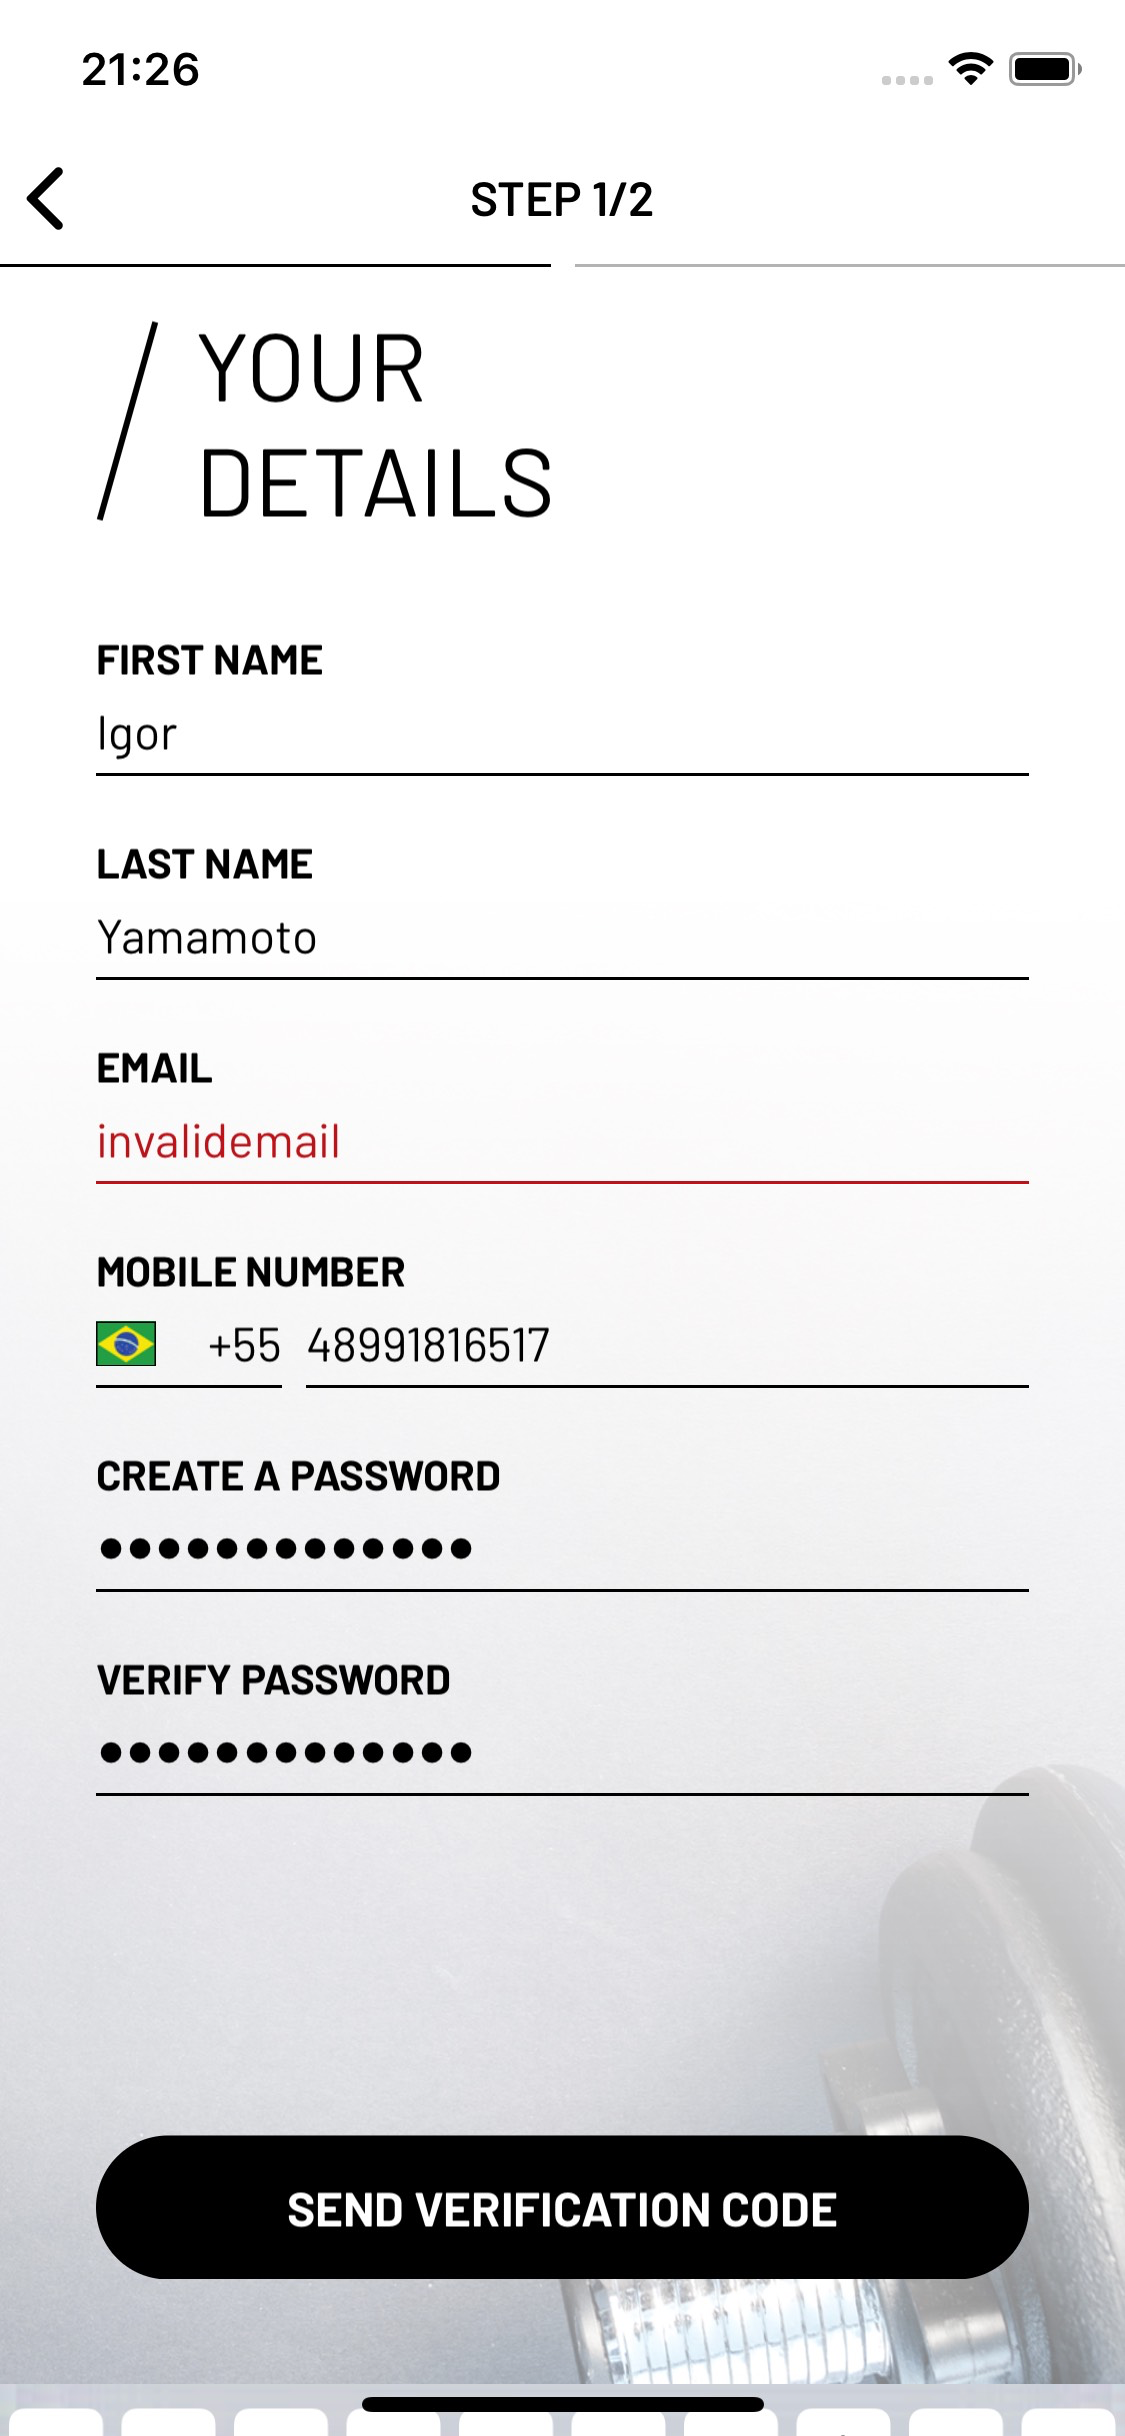 21:26
STEP 1/2
YOUR
DETAILS
FIRST NAME
Igor
LAST NAME
Yamamoto
EMAIL
invalidemail
MOBILE NUMBER
+55 48991816517
CREATE A PASSWORD
●●●●●●●●●●●●●
VERIFY PASSWORD
●●●●●●●●●●●●●
SEND VERIFICATION CODE